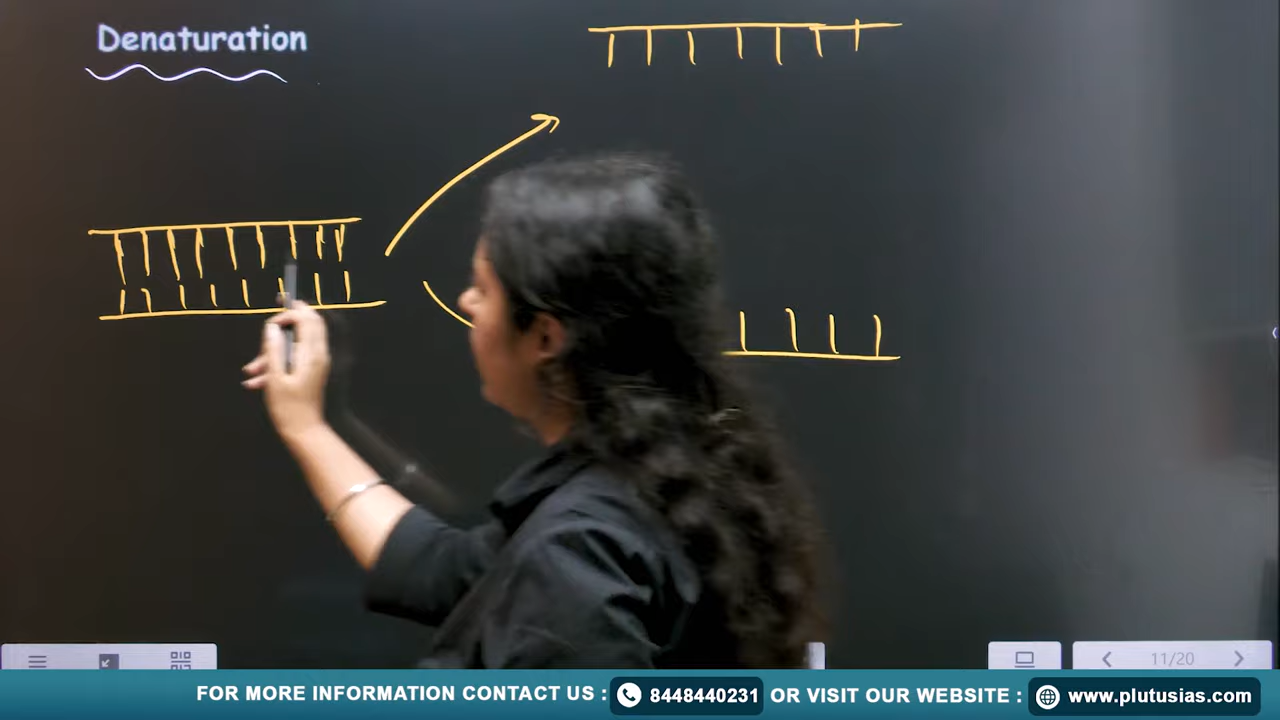 Denaturation
11/20
FOR MORE INFORMATION CONTACT US : 8448440231 OR VISIT OUR WEBSITE : www.plutusias.com